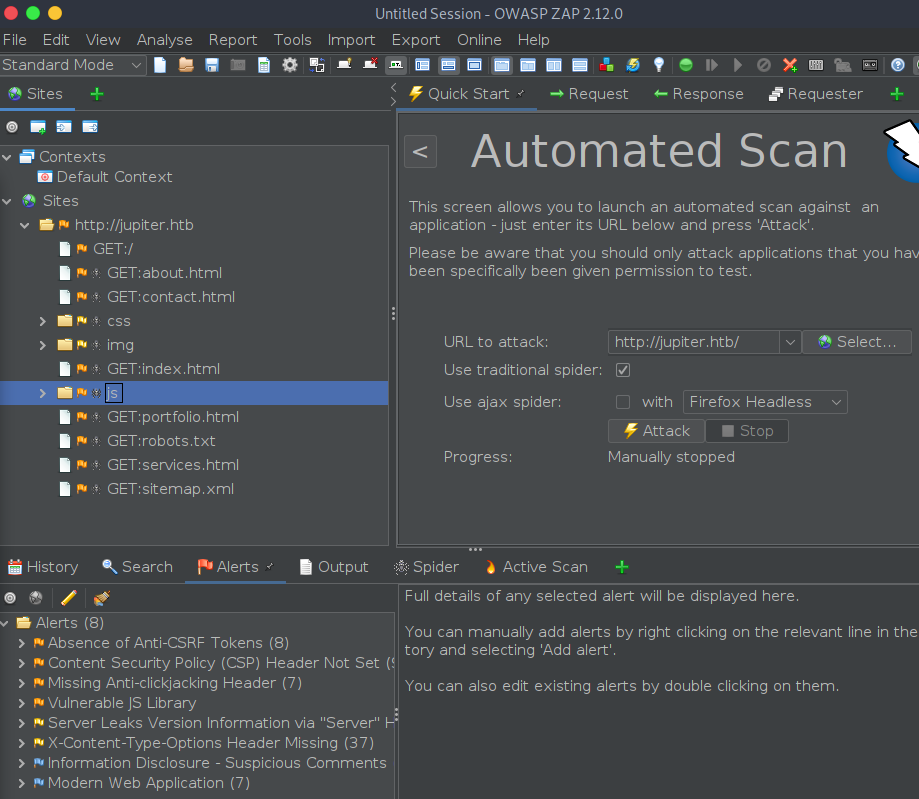 Untitled Session - OWASP ZAP 2.12.0
File Edit View Analyse Report Tools Import Export Online Help
Standard Mode
Sites
Quick Start Request Response Requester
Contexts
Default Context
Sites
http://jupiter.htb
GET:/
GET:about.html
GET:contact.html
css
img
GET:index.html
js
GET:portfolio.html
GET:robots.txt
GET:services.html
GET:sitemap.xml
< Automated Scan
This screen allows you to launch an automated scan against an
application - just enter its URL below and press 'Attack'.
Please be aware that you should only attack applications that you hav
been specifically been given permission to test.
URL to attack: http://jupiter.htb/ Select...
Use traditional spider:
Use ajax spider: with Firefox Headless
Attack Stop
Progress: Manually stopped
History Search Alerts Output Spider Active Scan
Alerts (8)
Absence of Anti-CSRF Tokens (8)
Content Security Policy (CSP) Header Not Set (
Missing Anti-clickjacking Header (7)
Vulnerable JS Library
Server Leaks Version Information via "Server" H
X-Content-Type-Options Header Missing (37)
Information Disclosure - Suspicious Comments
Modern Web Application (7)
Full details of any selected alert will be displayed here.
You can manually add alerts by right clicking on the relevant line in the
tory and selecting 'Add alert'.
You can also edit existing alerts by double clicking on them.